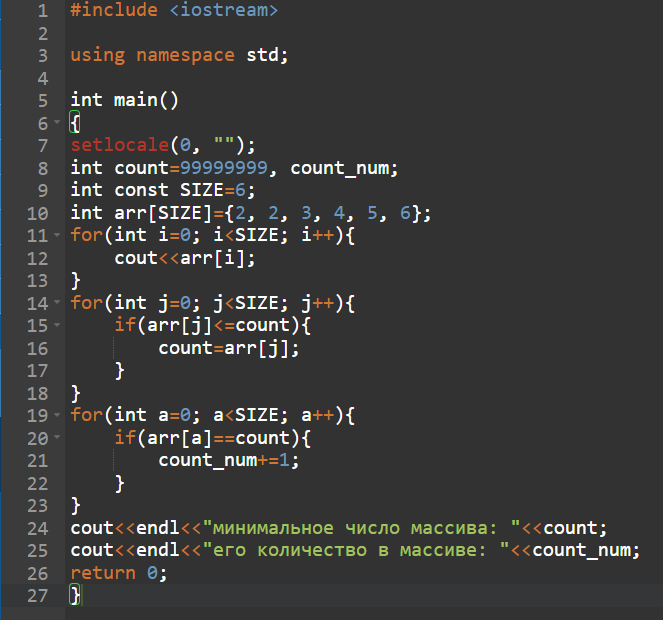 1 #include <iostream>
2
3 using namespace std;
4
5 int main()
6 {
7 setlocale(0, "");
8 int count=99999999, count_num;
9 int const SIZE=6;
10 int arr[SIZE]={2, 2, 3, 4, 5, 6};
11 for(int i=0; i<SIZE; i++){
12     cout<<arr[i];
13 }
14 for(int j=0; j<SIZE; j++){
15     if(arr[j]<=count){
16         count=arr[j];
17     }
18 }
19 for(int a=0; a<SIZE; a++){
20     if(arr[a]==count){
21         count_num+=1;
22     }
23 }
24 cout<<endl<<"минимальное число массива: "<<count;
25 cout<<endl<<"его количество в массиве: "<<count_num;
26 return 0;
27 }